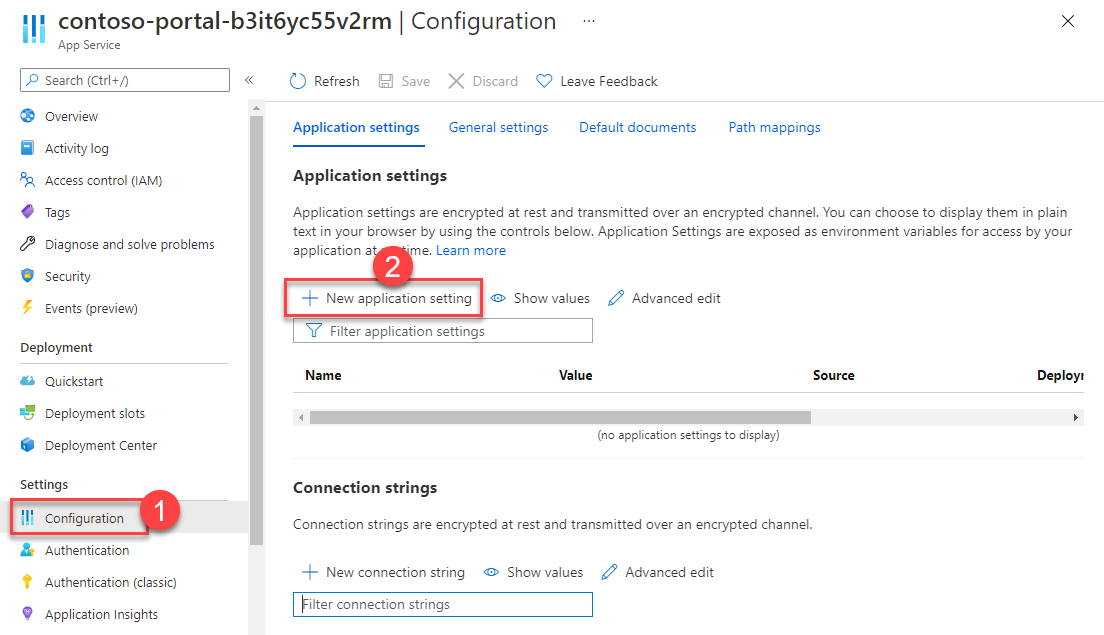 contoso-portal-b3it6yc55v2rm | Configuration ...
App Service
Search (Ctrl+/)
«
Refresh
Save
Discard
Leave Feedback
Overview
Activity log
Access control (IAM)
Tags
Diagnose and solve problems
Security
Events (preview)
Deployment
Quickstart
Deployment slots
Deployment Center
Settings
Configuration
1
Authentication
Authentication (classic)
Application Insights
Application settings
General settings
Default documents
Path mappings
Application settings
Application settings are encrypted at rest and transmitted over an encrypted channel. You can choose to display them in plain
text in your browser by using the controls below. Application Settings are exposed as environment variables for access by your
application at time. Learn more
2
New application setting
Show values
Advanced edit
Filter application settings
Name
Value
Source
Deployr
(no application settings to display)
Connection strings
Connection strings are encrypted at rest and transmitted over an encrypted channel.
New connection string
Show values
Advanced edit
Filter connection strings